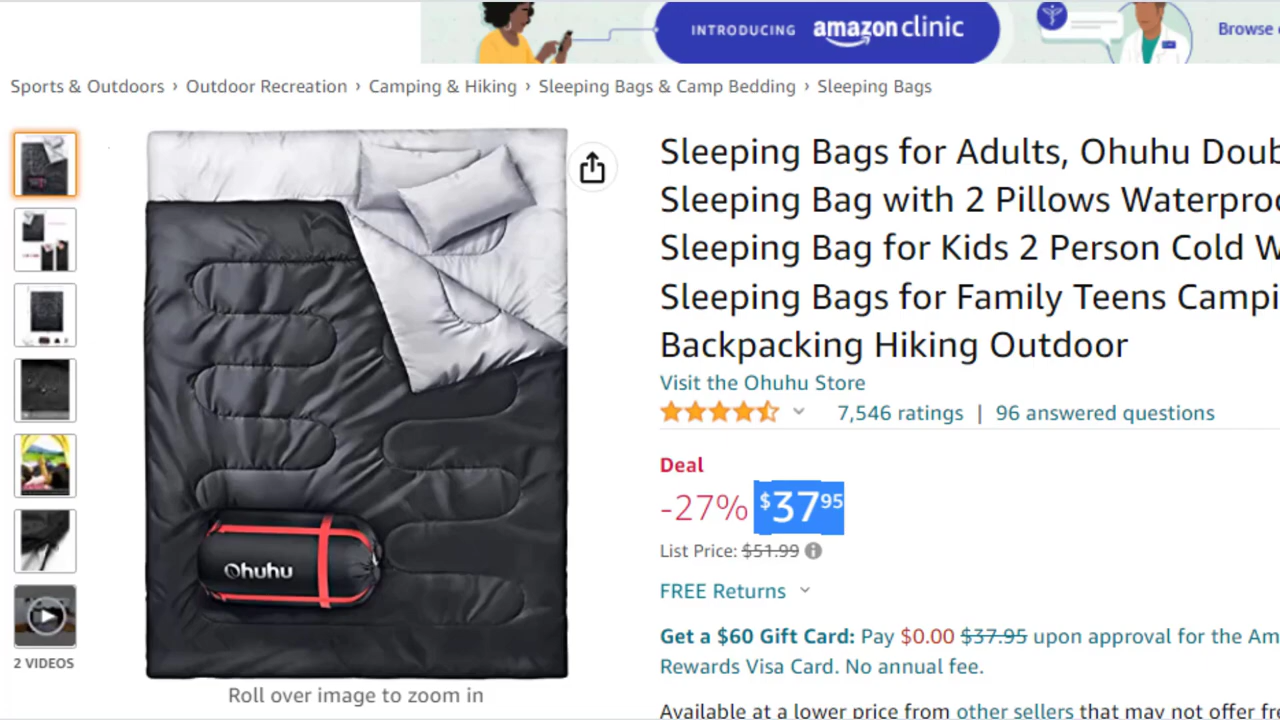 INTRODUCING amazon clinic
Browse
Sports & Outdoors › Outdoor Recreation › Camping & Hiking › Sleeping Bags & Camp Bedding › Sleeping Bags
Sleeping Bags for Adults, Ohuhu Doub
Sleeping Bag with 2 Pillows Waterproo
Sleeping Bag for Kids 2 Person Cold W
Sleeping Bags for Family Teens Campi
Backpacking Hiking Outdoor
Visit the Ohuhu Store
7,546 ratings | 96 answered questions
Deal
-27% $3795
List Price: $51.99
FREE Returns
Get a $60 Gift Card: Pay $0.00 $37.95 upon approval for the Am
Rewards Visa Card. No annual fee.
Available at a lower price from other sellers that may not offer fre
Ohuhu
2 VIDEOS
Roll over image to zoom in